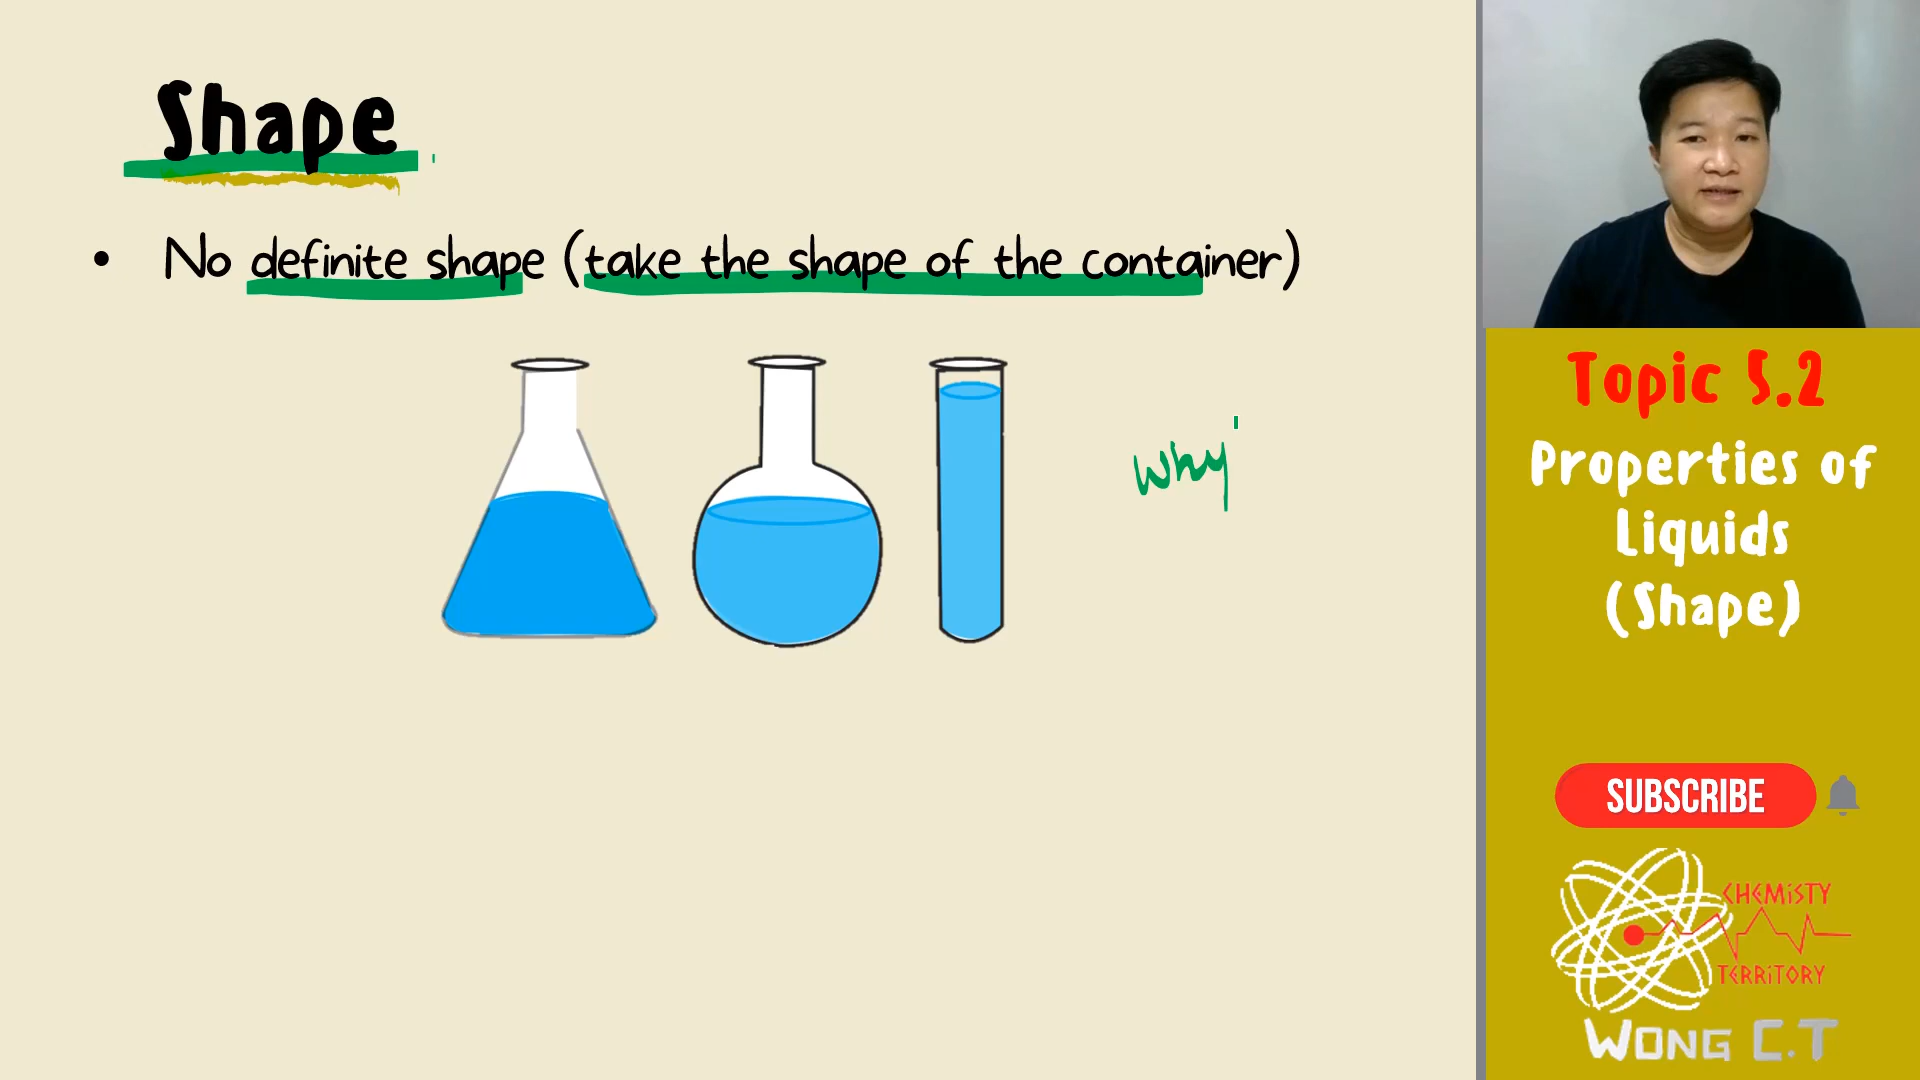 Shape
• No definite shape (take the shape of the container)
why
Topic 5.2
Properties of
Liquids
(Shape)
SUBSCRIBE
CHEMISTY
TERRITORY
WONG C.T